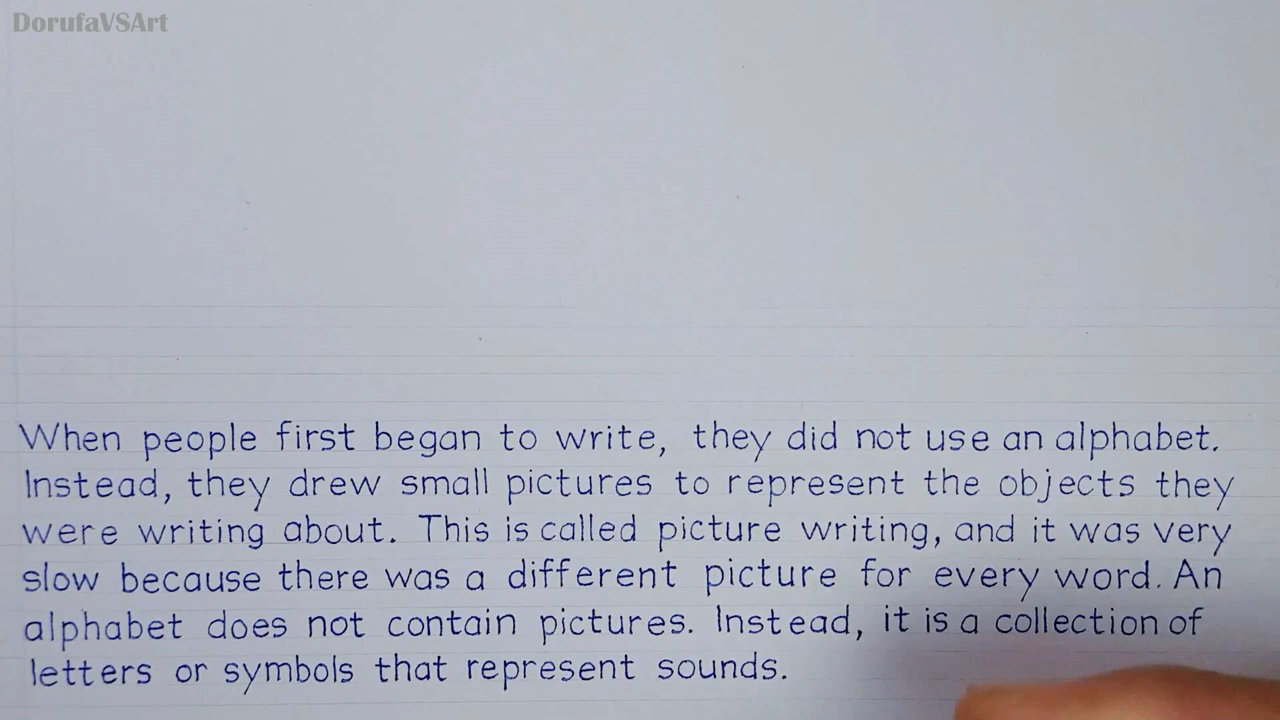 DorufaVSArt
When people first began to write, they did not use an alphabet.
Instead, they drew small pictures to represent the objects they
were writing about. This is called picture writing, and it was very
slow because there was a different picture for every word. An
alphabet does not contain pictures. Instead, it is a collection of
letters or symbols that represent sounds.